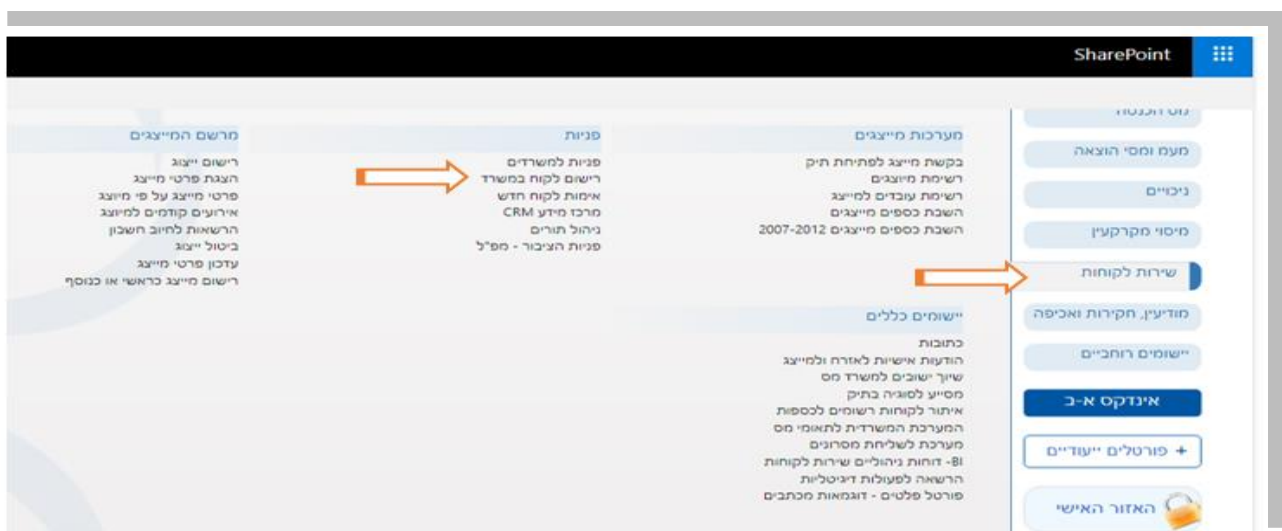 SharePoint
מס הכנסה
מעמ ומסי הוצאה
ניכויים
מיסוי מקרקעין
שירות לקוחות
מודיעין, חקירות ואכיפה
יישומים רוחביים
אינדקס א-ב
+ פורטלים ייעודיים
האזור האישי
מערכות מייצגים
בקשת מייצג לפתיחת תיק
רשימת מיוצגים
רשימת עובדים למייצג
השבת כספים מייצגים
השבת כספים מייצגים 2007-2012
פניות
פניות למשרדים
רישום לקוח במשרד
אימות לקוח חדש
מרכז מידע CRM
ניהול תורים
פניות הציבור - מפ"ל
מרשם המייצגים
רישום ייצוג
הצגת פרטי מייצג
פרטי מייצג על פי מיוצג
אירועים קודמים למיוצג
הרשאות לחיוב חשבון
ביטול ייצוג
עדכון פרטי מייצג
רישום מייצג כראשי או כנוסף
יישומים כללים
כתובות
הודעות אישיות לאזרח ולמייצג
שיוך ישובים למשרד מס
מסייע לסוגיה בתיק
איתור לקוחות רשומים לכספות
המערכת המשרדית לתאומי מס
מערכת לשליחת מסרונים
BI- דוחות ניהוליים שירות לקוחות
הרשאה לפעולות דיגיטליות
פורטל פלטים - דוגמאות מכתבים